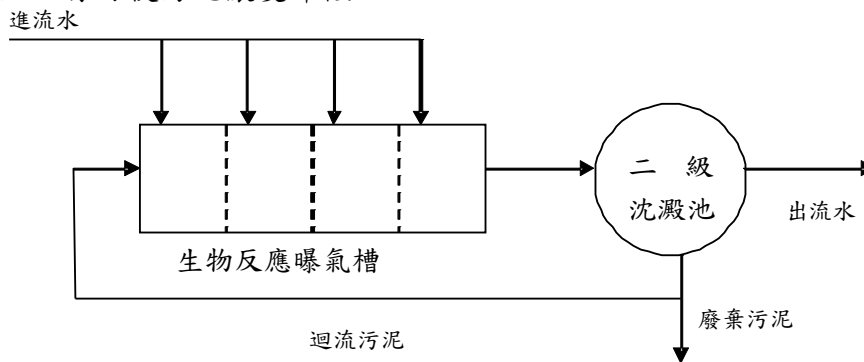 進流水
二 級
沈澱池
出流水
生物反應曝氣槽
廢棄污泥
迴流污泥